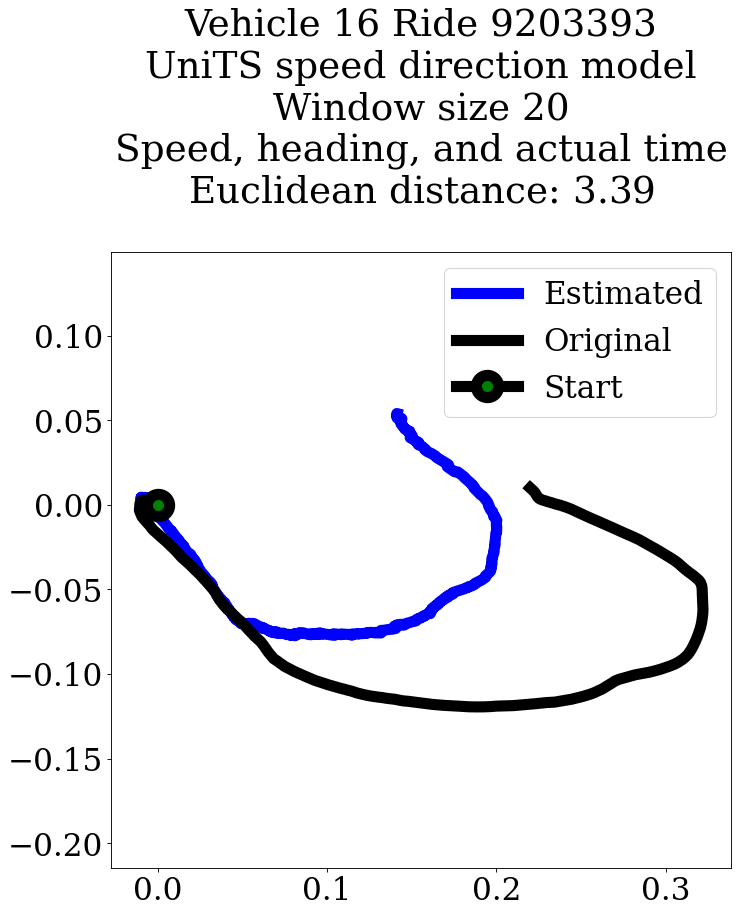 Vehicle 16 Ride 9203393
UniTS speed direction model
Window size 20
Speed, heading, and actual time
Euclidean distance: 3.39
Estimated
Original
Start
0.10
0.05
0.00
−0.05
−0.10
−0.15
−0.20
0.0 0.1 0.2 0.3